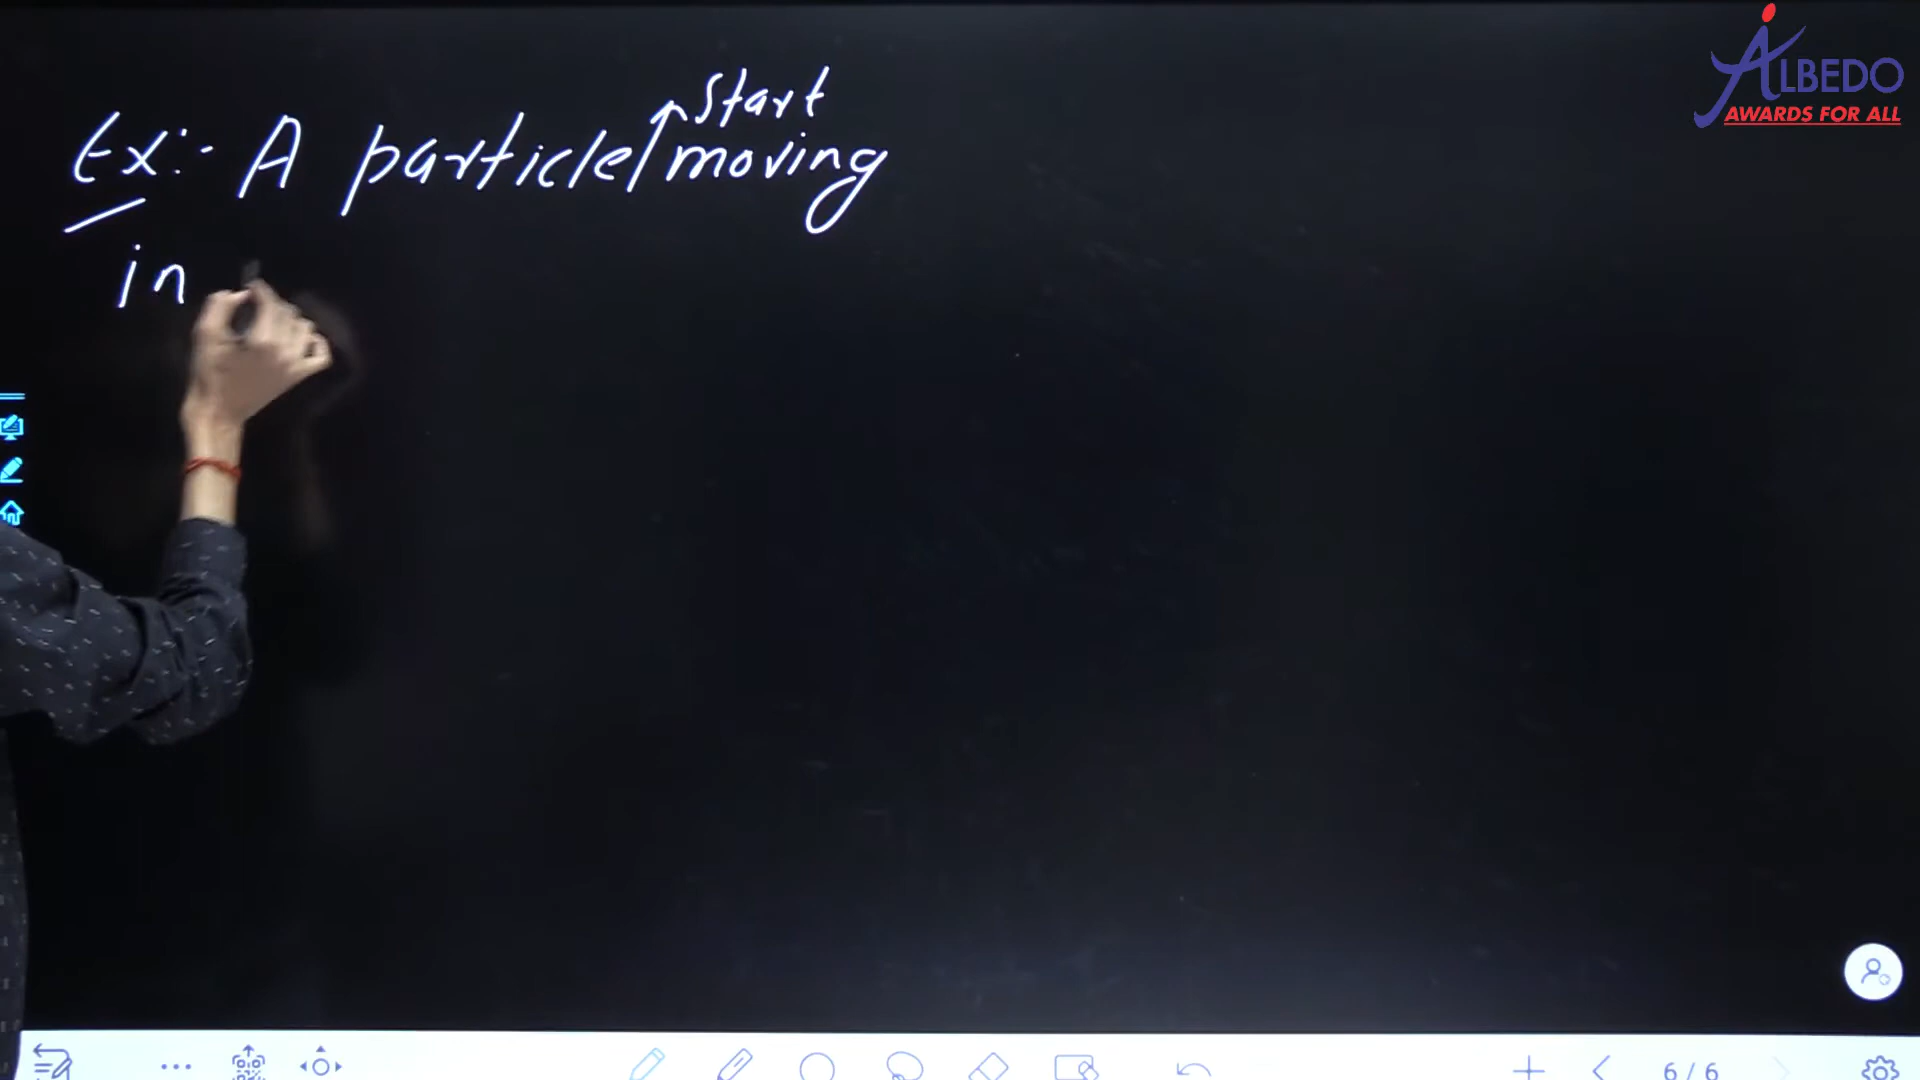 ALBEDO
AWARDS FOR ALL
Start
Ex:- A particle moving
in
6/6